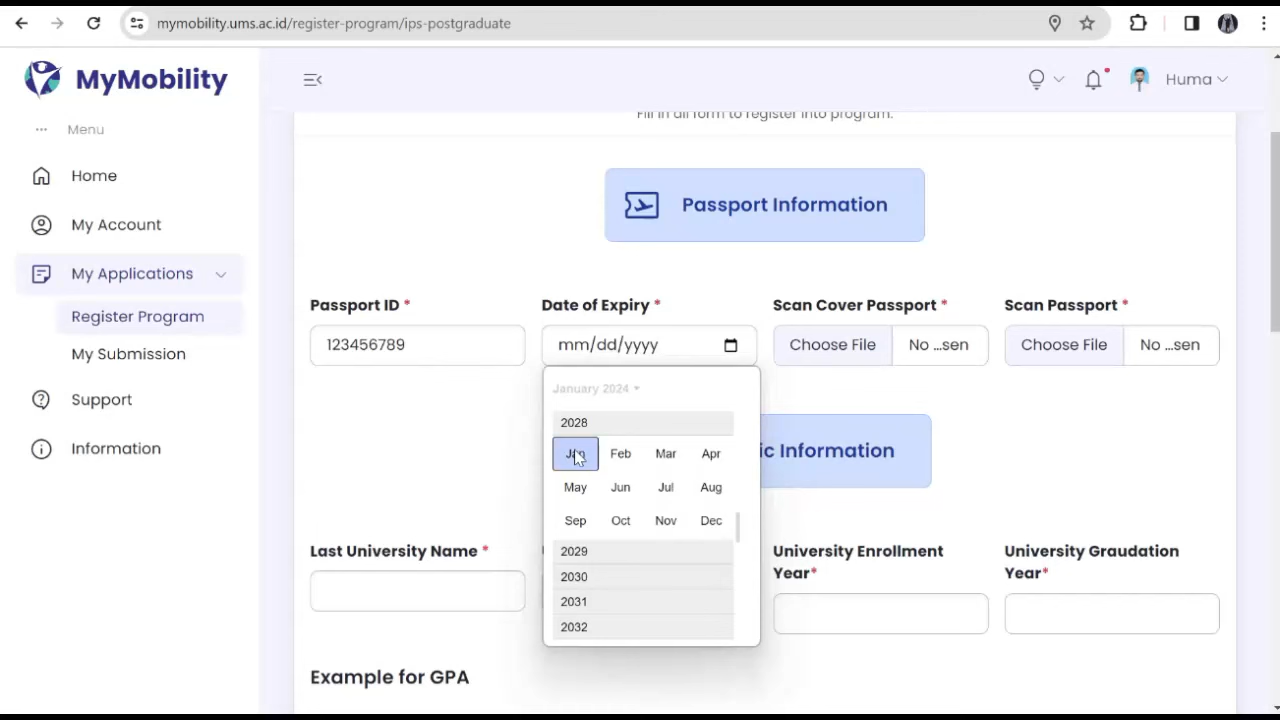 mymobility.ums.ac.id/register-program/ips-postgraduate
MyMobility
Menu
Huma
Home
My Account
My Applications
Register Program
My Submission
Support
Information
Fill in all form to register into program.
Passport Information
Passport ID *
Date of Expiry *
Scan Cover Passport *
Scan Passport *
123456789
mm/dd/yyyy
Choose File No ...sen
Choose File No ...sen
January 2024
2028
Jan Feb Mar Apr
May Jun Jul Aug
Sep Oct Nov Dec
2029
2030
2031
2032
ic Information
Last University Name *
University Enrollment
Year*
University Graudation
Year*
Example for GPA